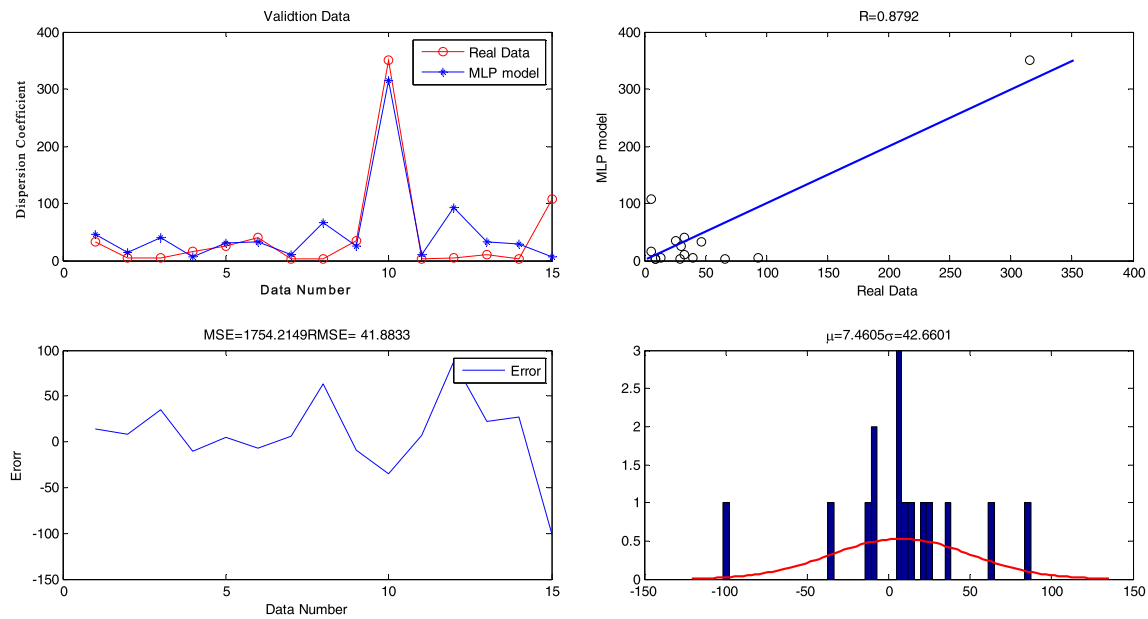 Validtion Data
400
300
200
100
0
Dispersion Coefficient
Real Data
MLP model
0 5 10 15
Data Number
R=0.8792
400
300
200
100
0
MLP model
0 50 100 150 200 250 300 350 400
Real Data
MSE=1754.2149RMSE= 41.8833
100
50
0
-50
-100
-150
Erorr
Error
0 5 10 15
Data Number
μ=7.4605σ=42.6601
3
2.5
2
1.5
1
0.5
0
-150 -100 -50 0 50 100 150